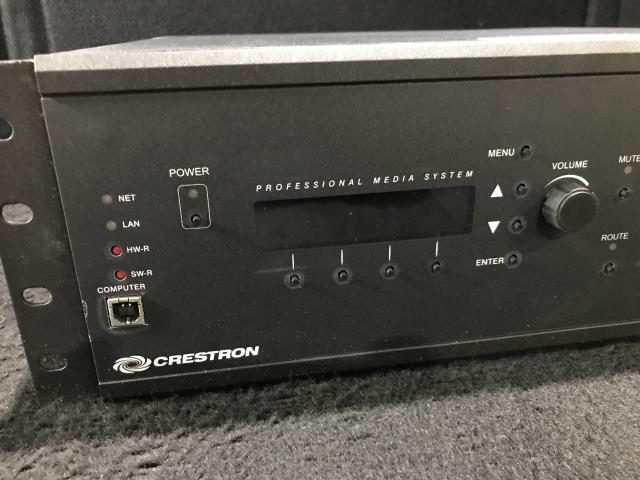 NET
LAN
HW-R
SW-R
COMPUTER
POWER
PROFESSIONAL MEDIA SYSTEM
MENU
ENTER
VOLUME
MUTE
ROUTE
CRESTRON